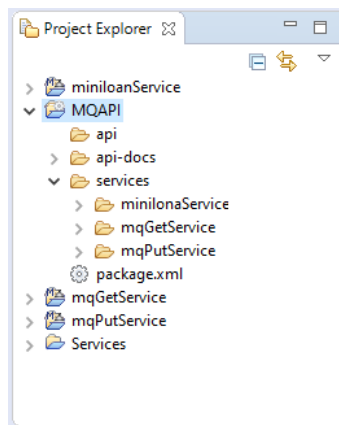 Project Explorer
miniloanService
MQAPI
api
api-docs
services
minilonaService
mqGetService
mqPutService
package.xml
mqGetService
mqPutService
Services